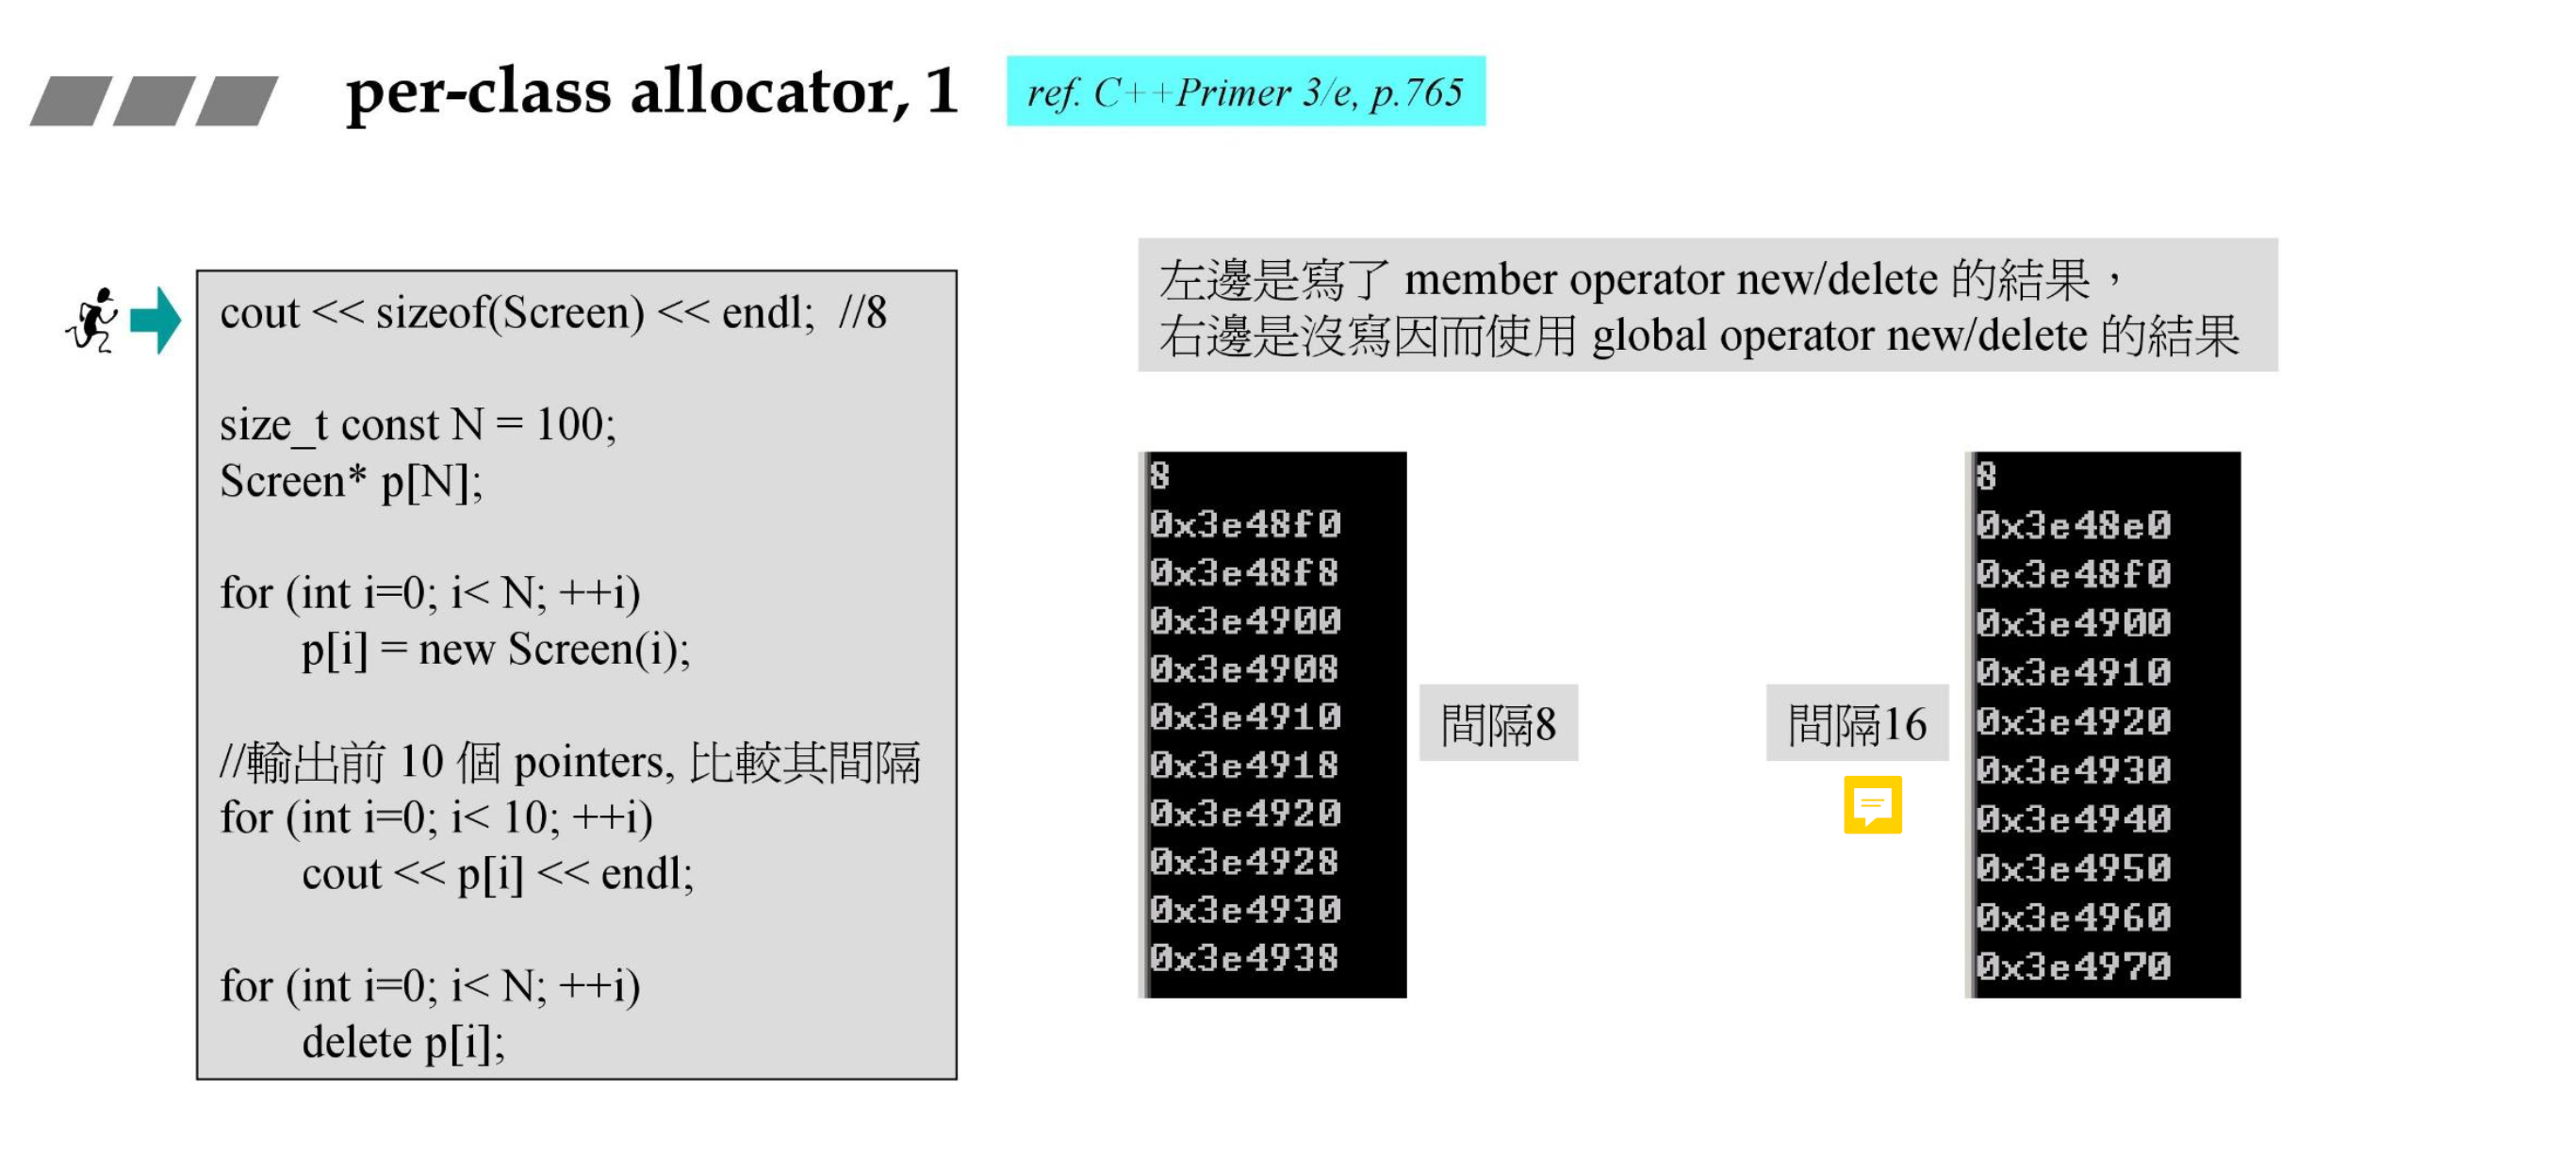 per-class allocator, 1
ref. C++Primer 3/e, p.765
cout << sizeof(Screen) << endl; //8
size_t const N = 100;
Screen* p[N];
for (int i=0; i< N; ++i)
p[i] = new Screen(i);
//輸出前 10 個 pointers, 比較其間隔
for (int i=0; i< 10; ++i)
cout << p[i] << endl;
for (int i=0; i< N; ++i)
delete p[i];
左邊是寫了 member operator new/delete 的結果，
右邊是沒寫因而使用 global operator new/delete 的結果
8
0x3e48f0
0x3e48f8
0x3e4900
0x3e4908
0x3e4910
0x3e4918
0x3e4920
0x3e4928
0x3e4930
0x3e4938
間隔8
間隔16
8
0x3e48e0
0x3e48f0
0x3e4900
0x3e4910
0x3e4920
0x3e4930
0x3e4940
0x3e4950
0x3e4960
0x3e4970